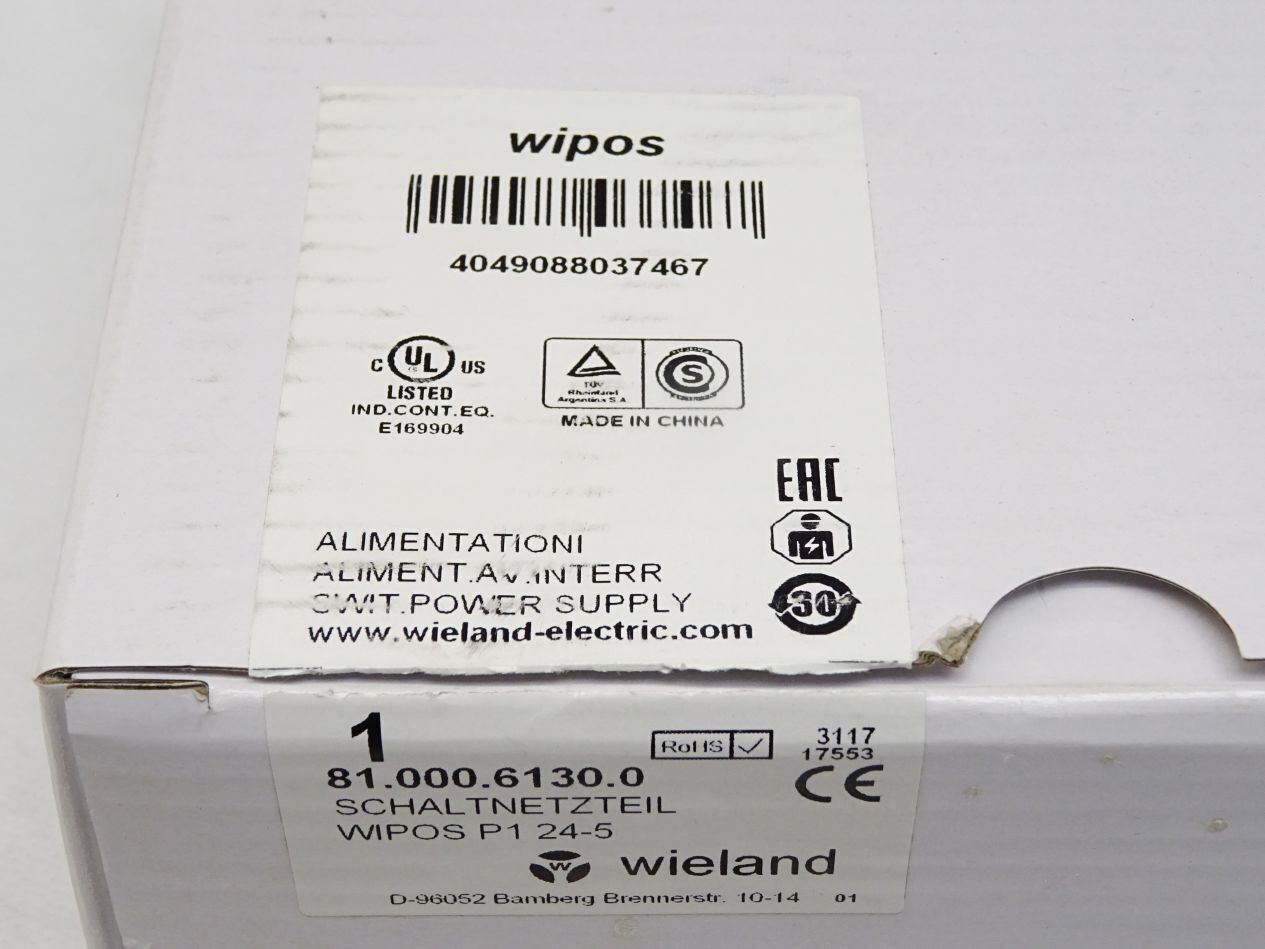 wipos
4049088037467
C UL US
LISTED
IND.CONT.EQ.
E169904
TÜV
Rheinland
Argentina S.A.
S
MADE IN CHINA
EAC
ALIMENTATIONI
ALIMENT.AV.INTERR
SWIT.POWER SUPPLY
30
www.wieland-electric.com
1
RoHS
3117
17553
81.000.6130.0
CE
SCHALTNETZTEIL
WIPOS P1 24-5
W wieland
D-96052 Bamberg Brennerstr. 10-14 01